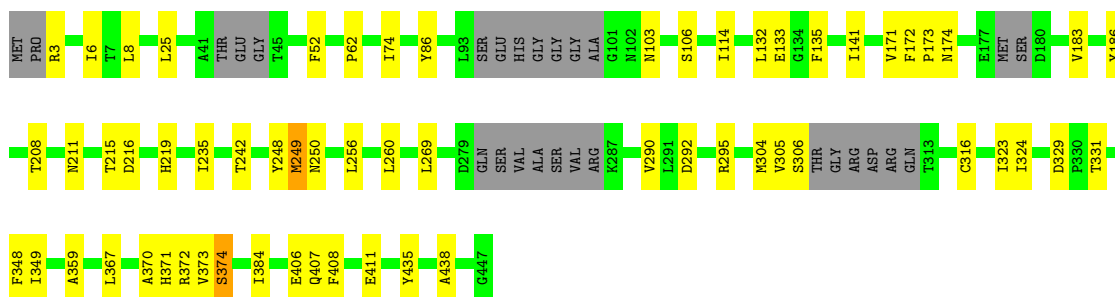 MET PRO R3 I6 T7 L8 L25 A41 THR GLU GLY T45 F52 P62 I74 Y86 L93 SER GLU HIS GLY GLY GLY ALA G101 N102 N103 S106 I114 L132 E133 G134 F135 I141 V171 F172 P173 N174 E177 MET SER D180 V183
T208 N211 T215 D216 H219 I235 T242 Y248 M249 N250 L256 L260 L269 D279 GLN SER VAL ALA SER VAL ARG K287 V290 L291 D292 R295 M304 V305 S306 THR GLY ARG ASP ARG GLN T313 C316 I323 I324 D329 P330 T331
F348 I349 A359 L367 A370 H371 R372 V373 S374 I384 E406 Q407 F408 E411 Y435 A438 G447